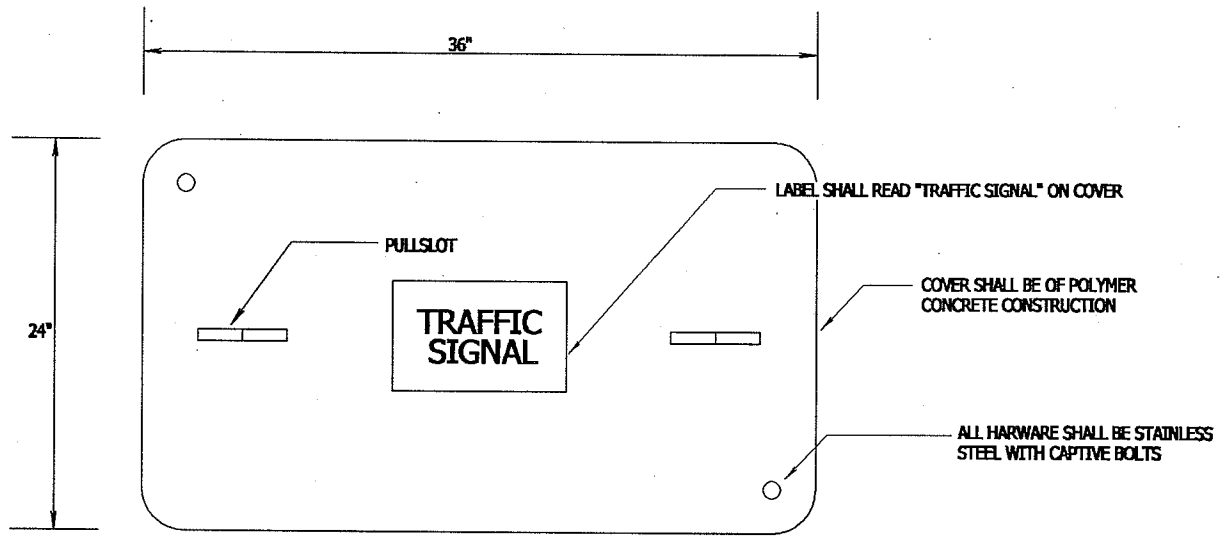 36"
LABEL SHALL READ "TRAFFIC SIGNAL" ON COVER
PULLSLOT
COVER SHALL BE OF POLYMER
CONCRETE CONSTRUCTION
24"
TRAFFIC
SIGNAL
ALL HARWARE SHALL BE STAINLESS
STEEL WITH CAPTIVE BOLTS